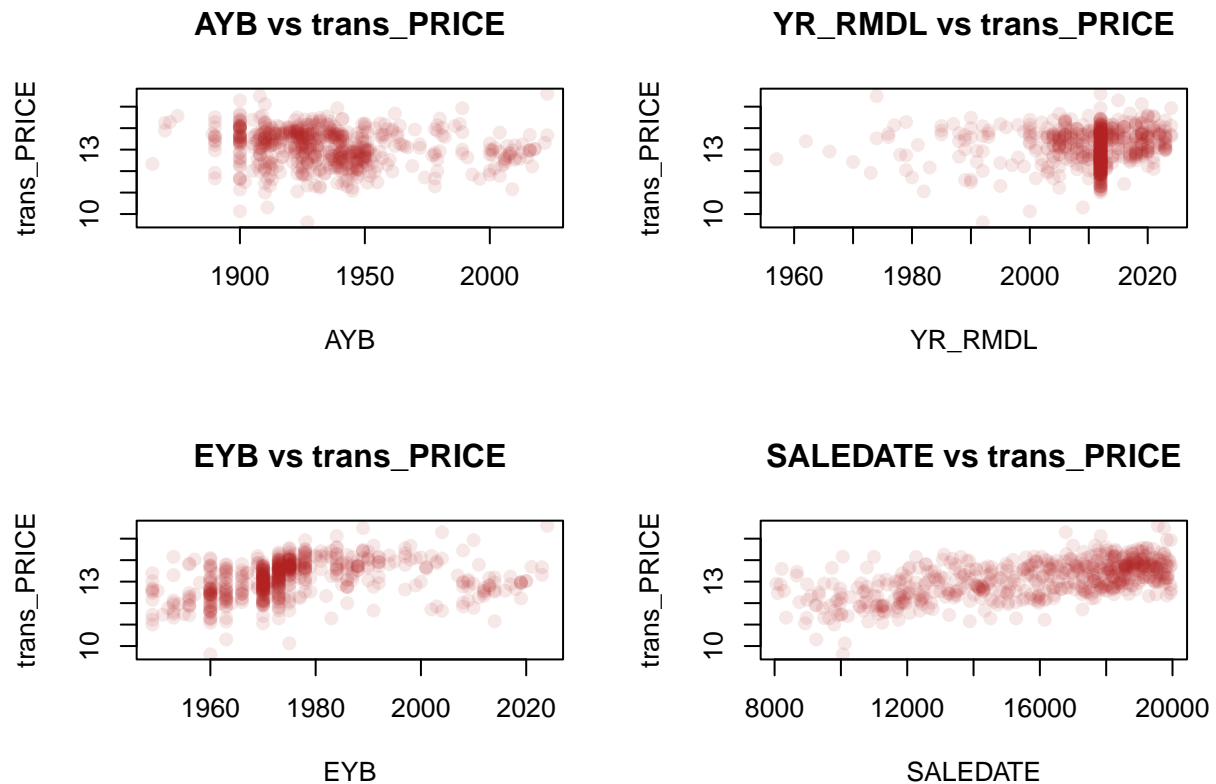 AYB vs trans_PRICE
trans_PRICE
10 13
1900 1950 2000
AYB
YR_RMDL vs trans_PRICE
trans_PRICE
10 13
1960 1980 2000 2020
YR_RMDL
EYB vs trans_PRICE
trans_PRICE
10 13
1960 1980 2000 2020
EYB
SALEDATE vs trans_PRICE
trans_PRICE
10 13
8000 12000 16000 20000
SALEDATE